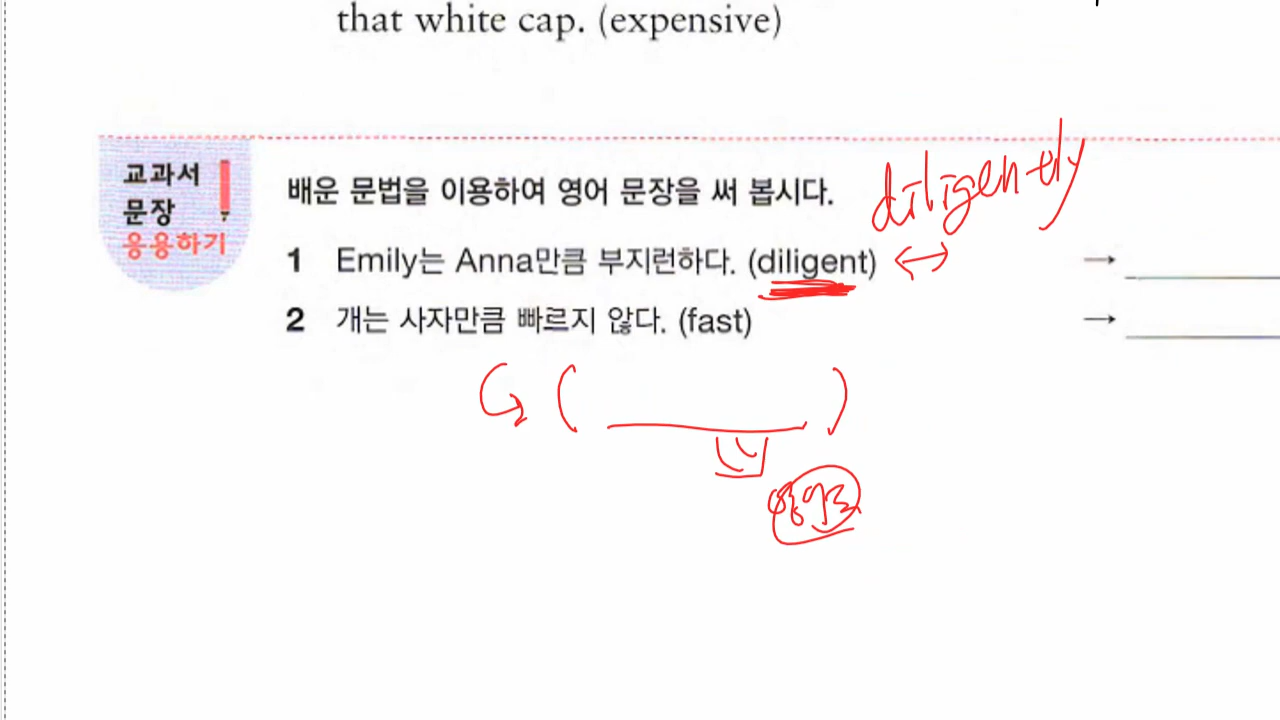 that white cap. (expensive)
교과서
문장
응용하기
배운 문법을 이용하여 영어 문장을 써 봅시다.
diligently
1 Emily는 Anna만큼 부지런하다. (diligent) ↔ →
2 개는 사자만큼 빠르지 않다. (fast) →
( )